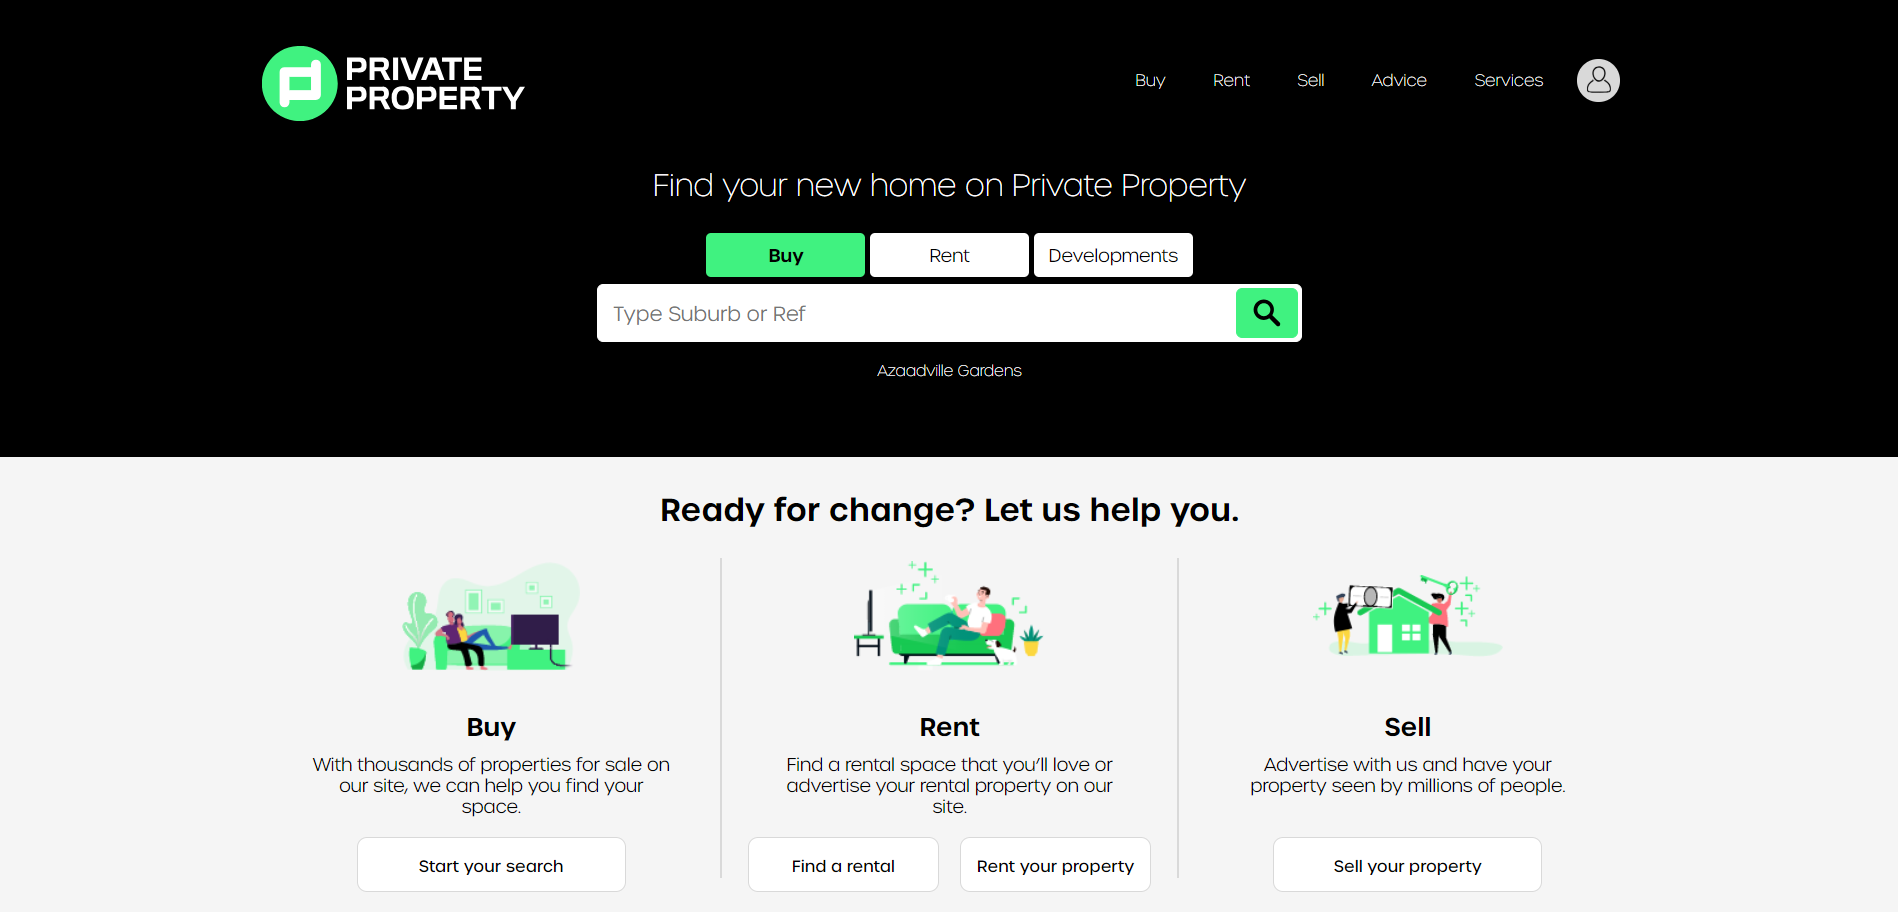 PRIVATE
PROPERTY
Buy
Rent
Sell
Advice
Services
Find your new home on Private Property
Buy
Rent
Developments
Type Suburb or Ref
Azaadville Gardens
Ready for change? Let us help you.
Buy
With thousands of properties for sale on
our site, we can help you find your
space.
Start your search
Rent
Find a rental space that you'll love or
advertise your rental property on our
site.
Find a rental
Rent your property
Sell
Advertise with us and have your
property seen by millions of people.
Sell your property